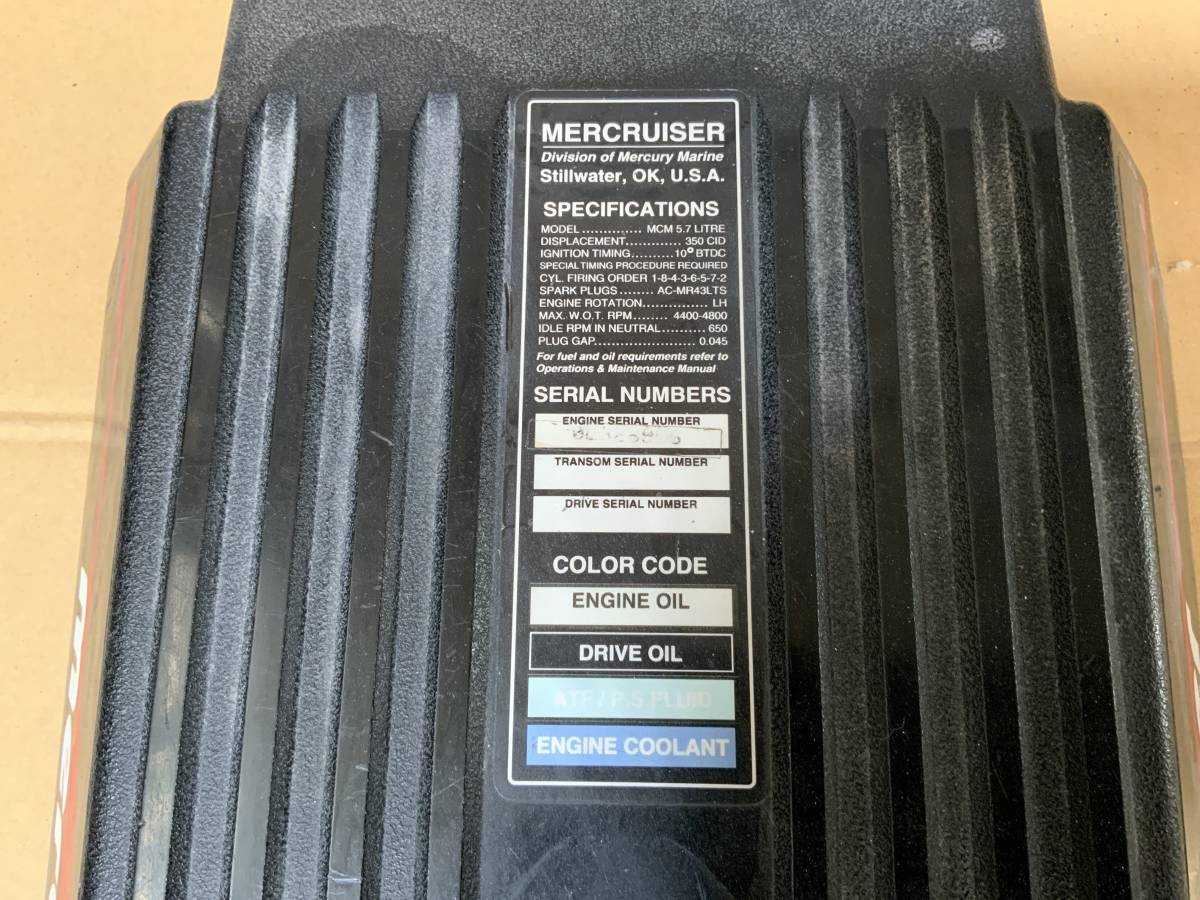 MERCRUISER
Division of Mercury Marine
Stillwater, OK, U.S.A.
SPECIFICATIONS
MODEL .............. MCM 5.7 LITRE
DISPLACEMENT............. 350 CID
IGNITION TIMING..........10° BTDC
SPECIAL TIMING PROCEDURE REQUIRED
CYL. FIRING ORDER 1-8-4-3-6-5-7-2
SPARK PLUGS ........ AC-MR43LTS
ENGINE ROTATION............... LH
MAX. W.O.T. RPM........ 4400-4800
IDLE RPM IN NEUTRAL.......... 650
PLUG GAP....................... 0.045
For fuel and oil requirements refer to
Operations & Maintenance Manual
SERIAL NUMBERS
ENGINE SERIAL NUMBER
TRANSOM SERIAL NUMBER
DRIVE SERIAL NUMBER
COLOR CODE
ENGINE OIL
DRIVE OIL
ATF / P.S FLUID
ENGINE COOLANT